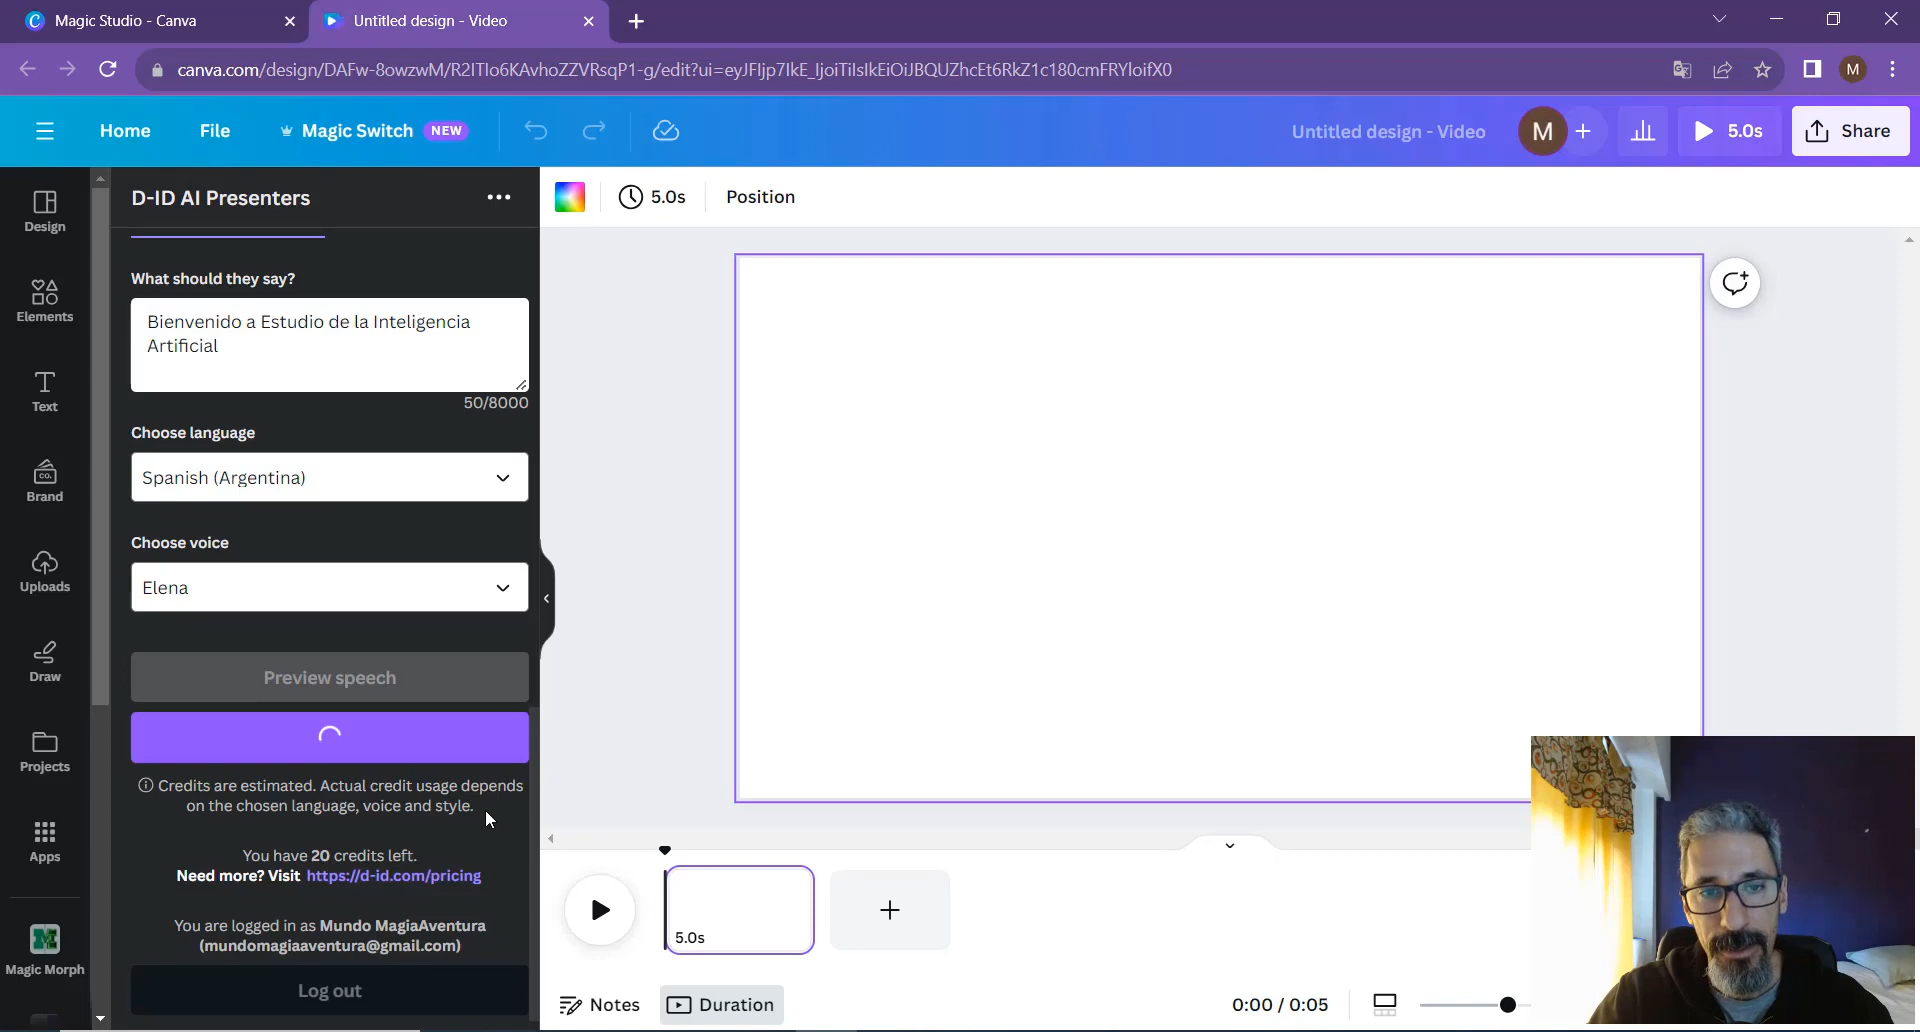 Magic Studio - Canva
Untitled design - Video
canva.com/design/DAFw-8owzwM/R2ITIo6KAvhoZZVRsqP1-g/edit?ui=eyJFIjp7IkE_IjoiTiIsIkEiOiJBQUZhcEt6RkZ1c180cmFRYIoifX0
M
Home
File
Magic Switch
NEW
Untitled design - Video
M
5.0s
Share
Design
Elements
Text
CO.
Brand
Uploads
Draw
Projects
Apps
Magic Morph
D-ID AI Presenters
What should they say?
Bienvenido a Estudio de la Inteligencia
Artificial
50/8000
Choose language
Spanish (Argentina)
Choose voice
Elena
Preview speech
Credits are estimated. Actual credit usage depends
on the chosen language, voice and style.
You have 20 credits left.
Need more? Visit https://d-id.com/pricing
You are logged in as Mundo MagiaAventura
(mundomagiaaventura@gmail.com)
Log out
5.0s
Position
5.0s
Notes
Duration
0:00 / 0:05